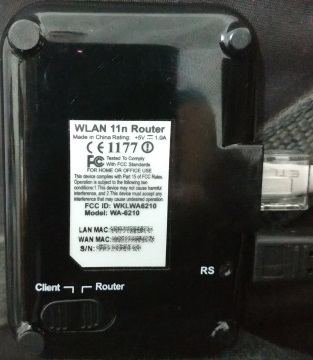 WLAN 11n Router
Made in China Rating: +5V ⎓ 1.0A
CE 1177
FC Tested To Comply
With FCC Standards
FOR HOME OR OFFICE USE
This device complies with Part 15 of FCC Rules
Operation is subject to the following two
conditions:1.This device may not cause harmful
interference, and 2.This device must accept any
interference that may cause undesired operation.
FCC ID: WKLWA6210
Model: WA-6210
LAN MAC:
WAN MAC:
S/N:
RS
Client Router